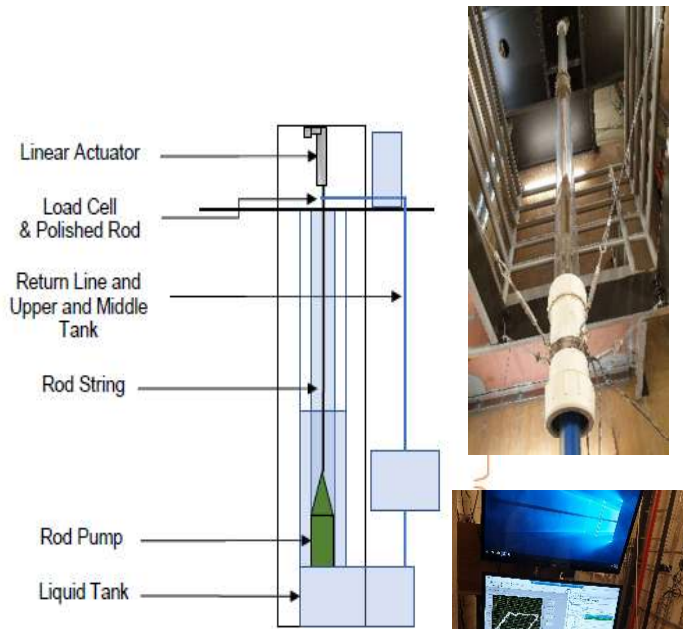 Linear Actuator
Load Cell
& Polished Rod
Return Line and
Upper and Middle
Tank
Rod String
Rod Pump
Liquid Tank